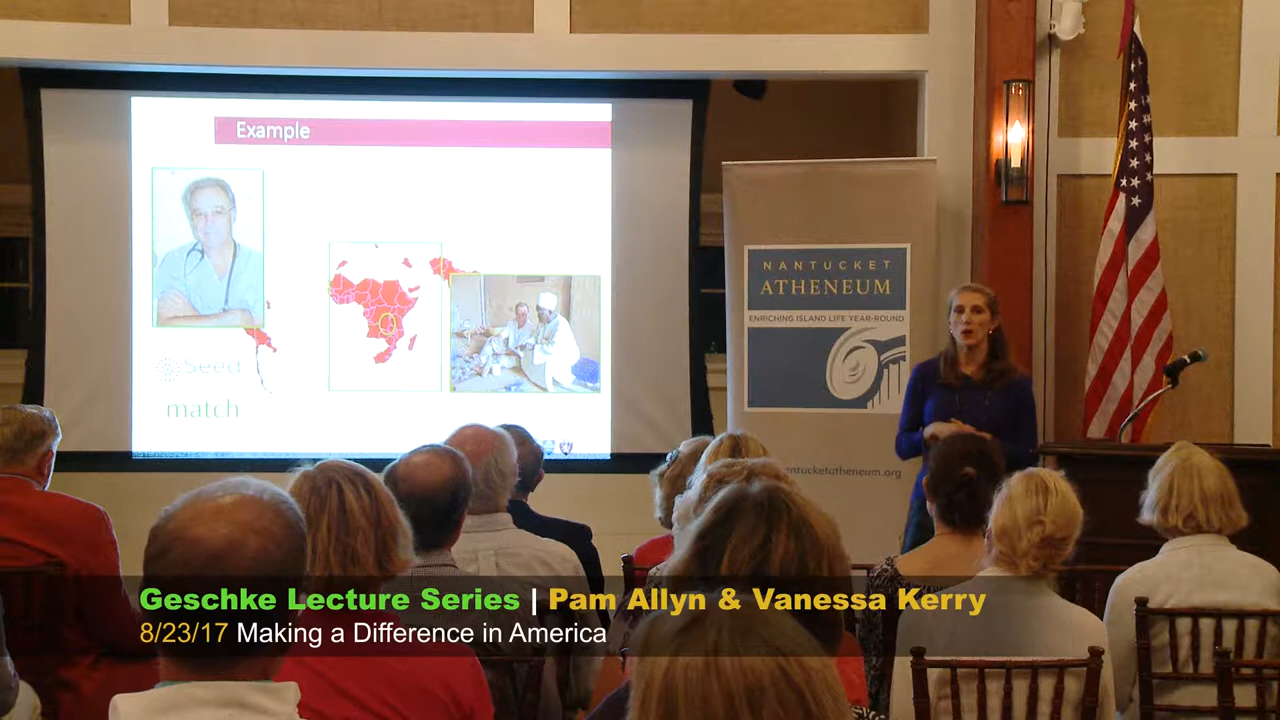 Example
Seed
match
NANTUCKET
ATHENEUM
ENRICHING ISLAND LIFE YEAR-ROUND
nantucketatheneum.org
Geschke Lecture Series | Pam Allyn & Vanessa Kerry
8/23/17 Making a Difference in America